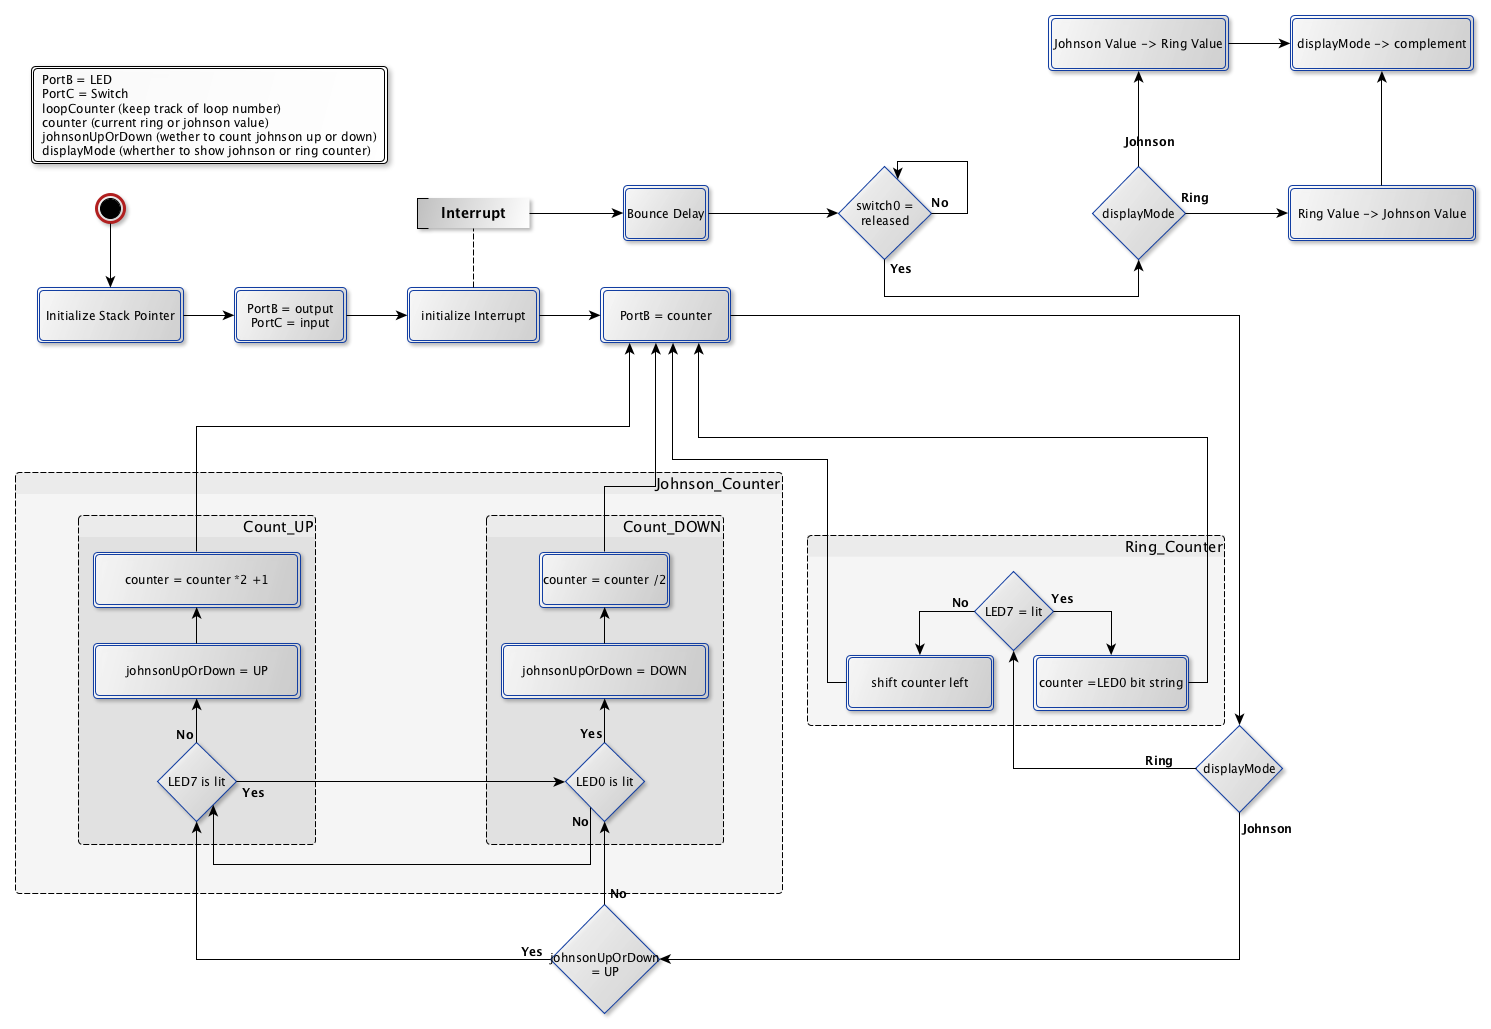 Johnson Value -> Ring Value
displayMode -> complement
PortB = LED
PortC = Switch
loopCounter (keep track of loop number)
counter (current ring or johnson value)
johnsonUpOrDown (wether to count johnson up or down)
displayMode (wherther to show johnson or ring counter)
Johnson
Interrupt
Bounce Delay
switch0 =
released
No
displayMode
Ring
Ring Value -> Johnson Value
Yes
Initialize Stack Pointer
PortB = output
PortC = input
initialize Interrupt
PortB = counter
Johnson_Counter
Count_UP
Count_DOWN
Ring_Counter
counter = counter *2 +1
counter = counter /2
LED7 = lit
No
Yes
johnsonUpOrDown = UP
johnsonUpOrDown = DOWN
shift counter left
counter =LED0 bit string
No
Yes
LED7 is lit
Yes
LED0 is lit
No
Ring
displayMode
Johnson
No
Yes
johnsonUpOrDown
= UP